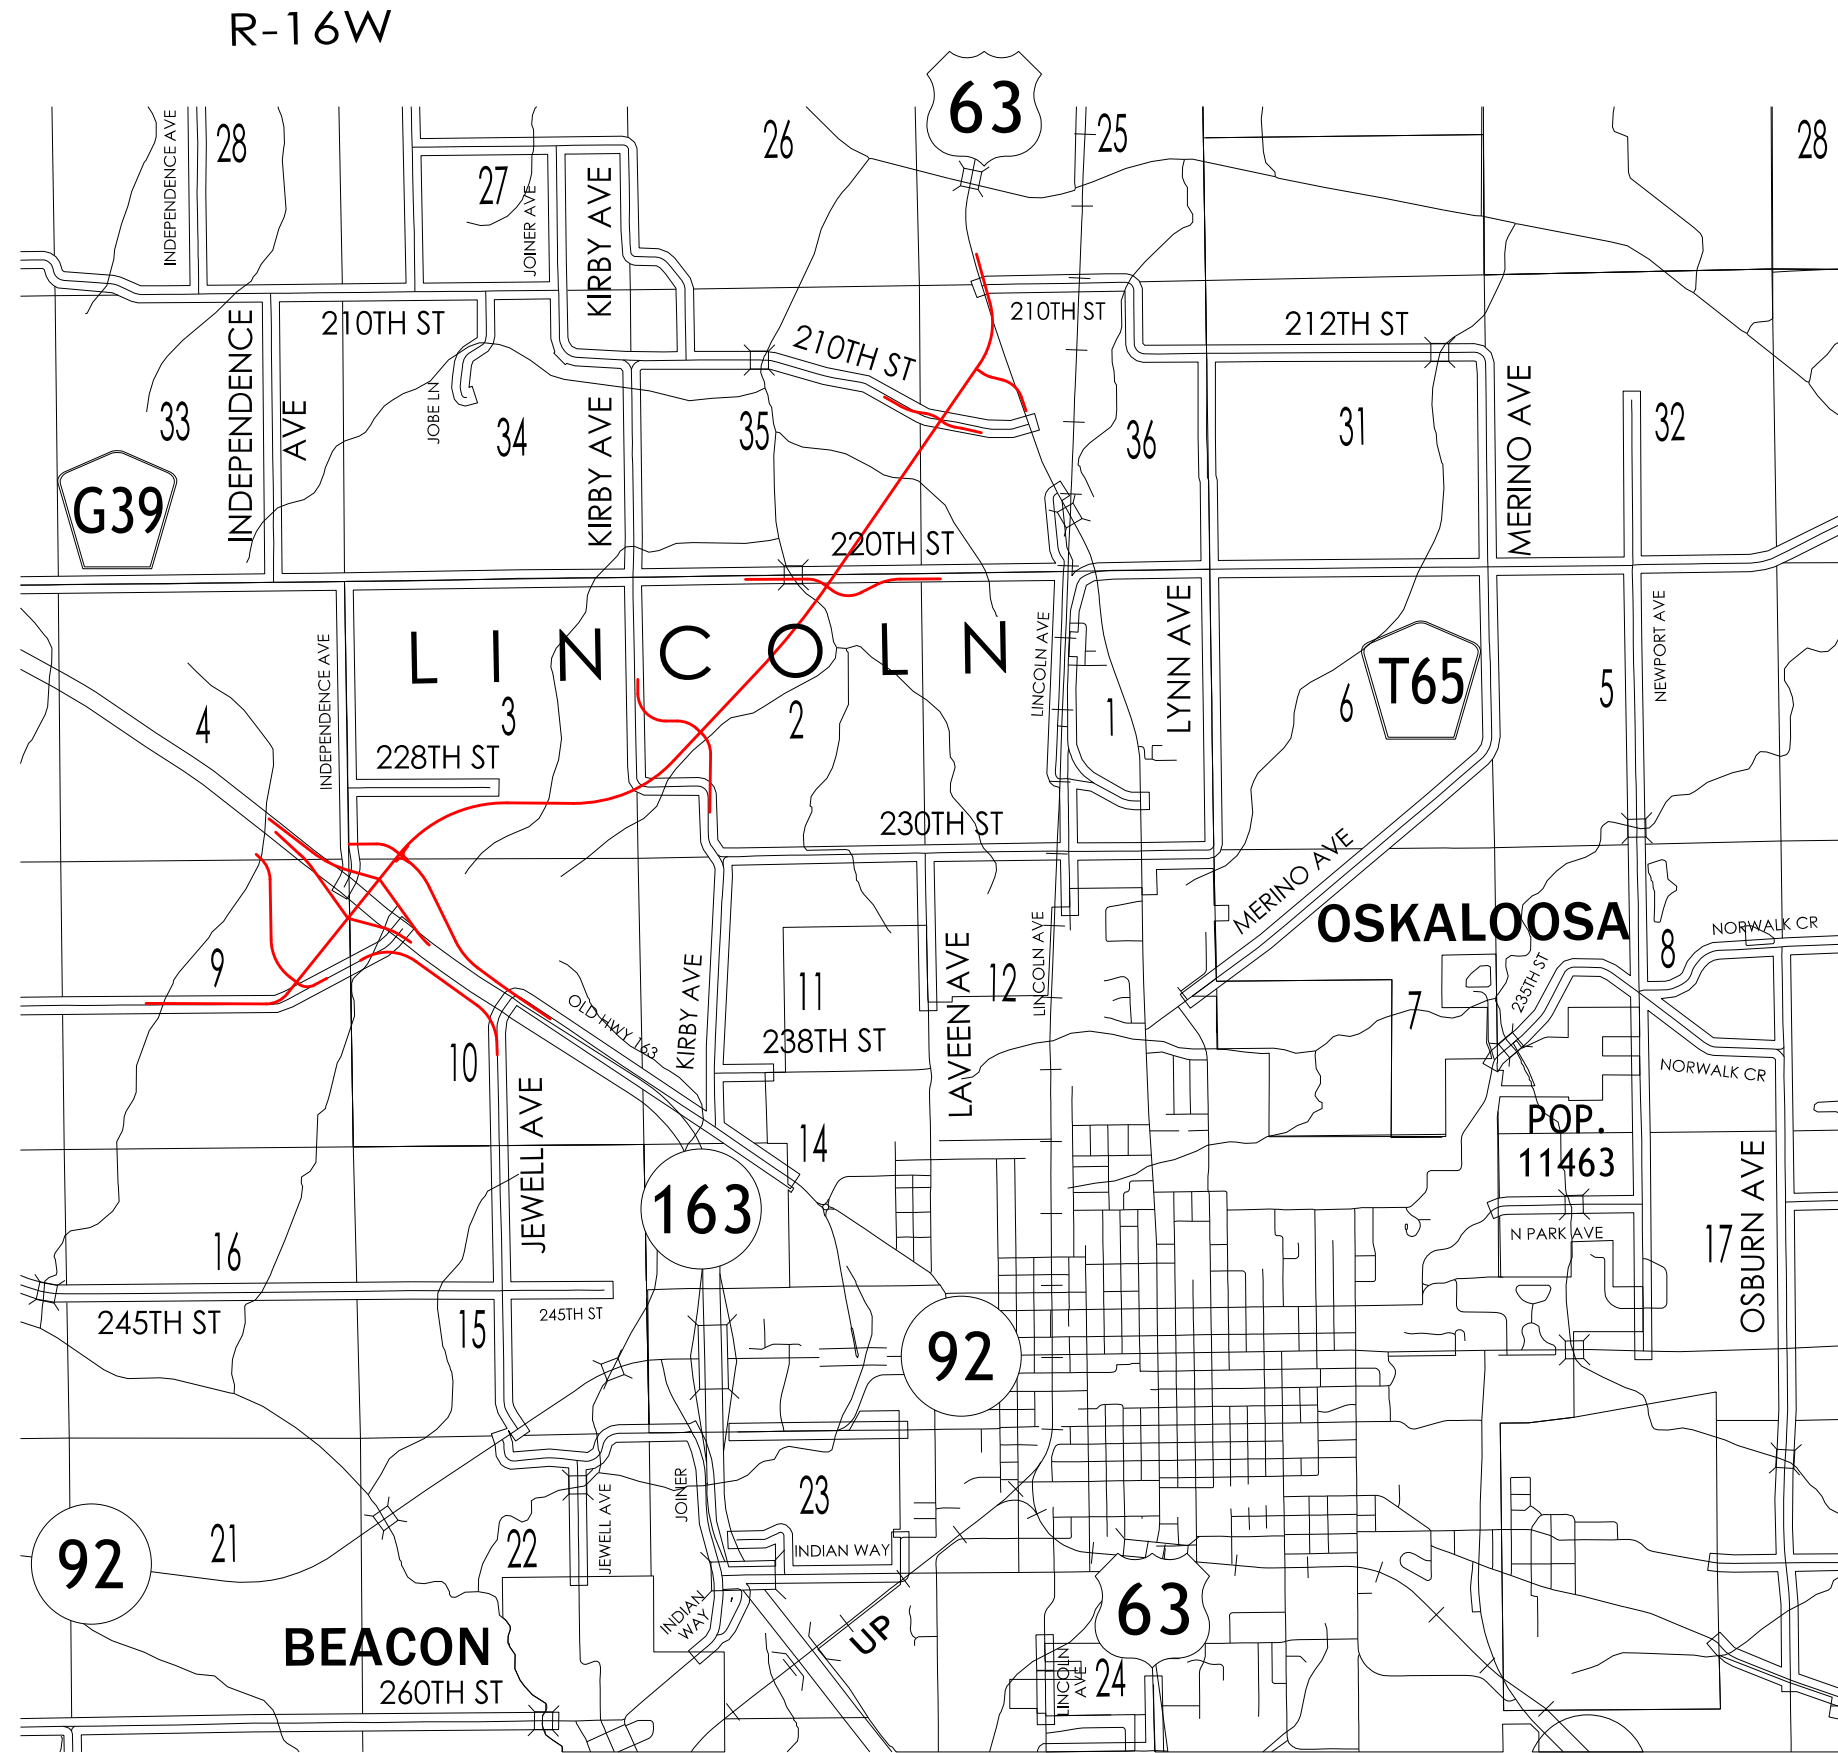 R-16W
63
28
27
26
25
28
INDEPENDENCE AVE
JOINER AVE
KIRBY AVE
210TH ST
210TH ST
210TH ST
212TH ST
INDEPENDENCE
AVE
JOBE LN
33
34
35
36
31
32
KIRBY AVE
MERINO AVE
G39
220TH ST
LINCOLN
INDEPENDENCE AVE
LINCOLN AVE
LYNN AVE
NEWPORT AVE
T65
4
3
2
1
6
5
228TH ST
230TH ST
MERINO AVE
OSKALOOSA
NORWALK CR
8
9
11
12
7
235TH ST
OLD HWY 163
KIRBY AVE
LAVEEN AVE
LINCOLN AVE
238TH ST
10
NORWALK CR
JEWELL AVE
POP.
11463
14
163
16
N PARK AVE
17
OSBURN AVE
245TH ST
15
245TH ST
92
23
JOINER
JEWELL AVE
92
21
22
INDIAN WAY
INDIAN
WAY
UP
63
BEACON
260TH ST
LINCOLN
AVE
24